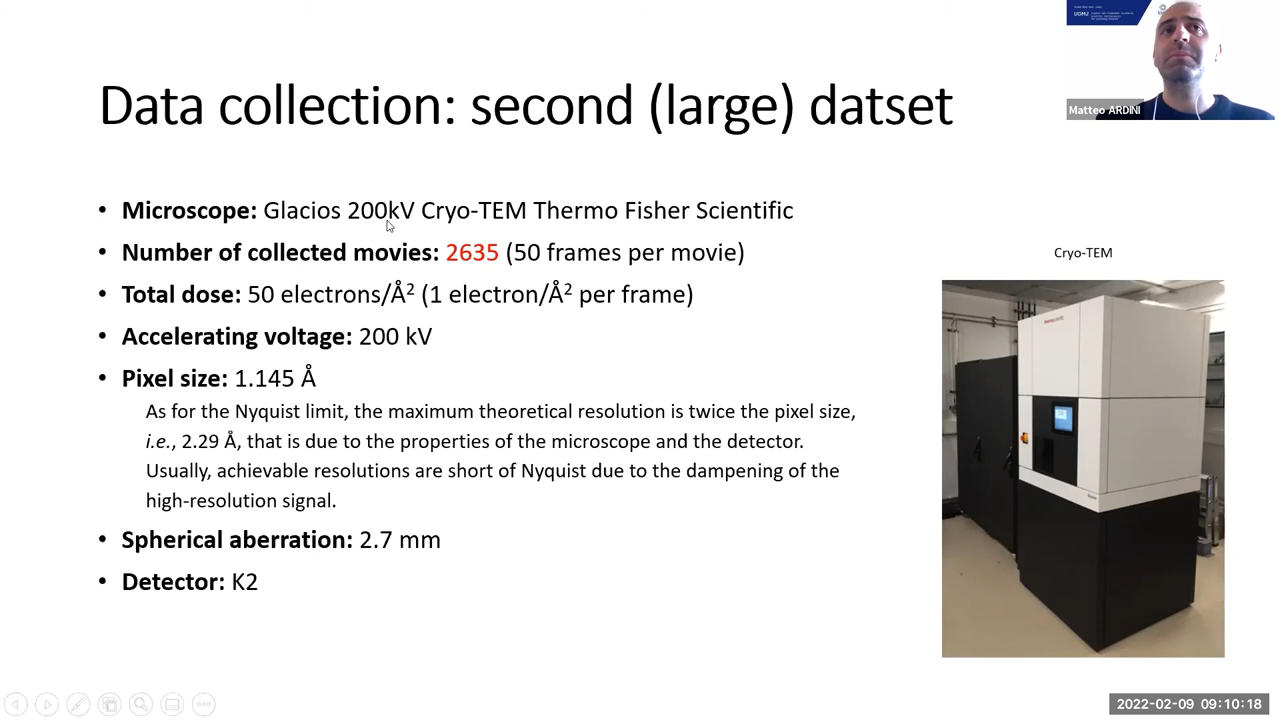 Data collection: second (large) datset
UGMJ
Matteo ARDINI
• Microscope: Glacios 200kV Cryo-TEM Thermo Fisher Scientific
• Number of collected movies: 2635 (50 frames per movie)
• Total dose: 50 electrons/Å² (1 electron/Å² per frame)
• Accelerating voltage: 200 kV
• Pixel size: 1.145 Å
As for the Nyquist limit, the maximum theoretical resolution is twice the pixel size,
i.e., 2.29 Å, that is due to the properties of the microscope and the detector.
Usually, achievable resolutions are short of Nyquist due to the dampening of the
high-resolution signal.
• Spherical aberration: 2.7 mm
• Detector: K2
Cryo-TEM
2022-02-09 09:10:18